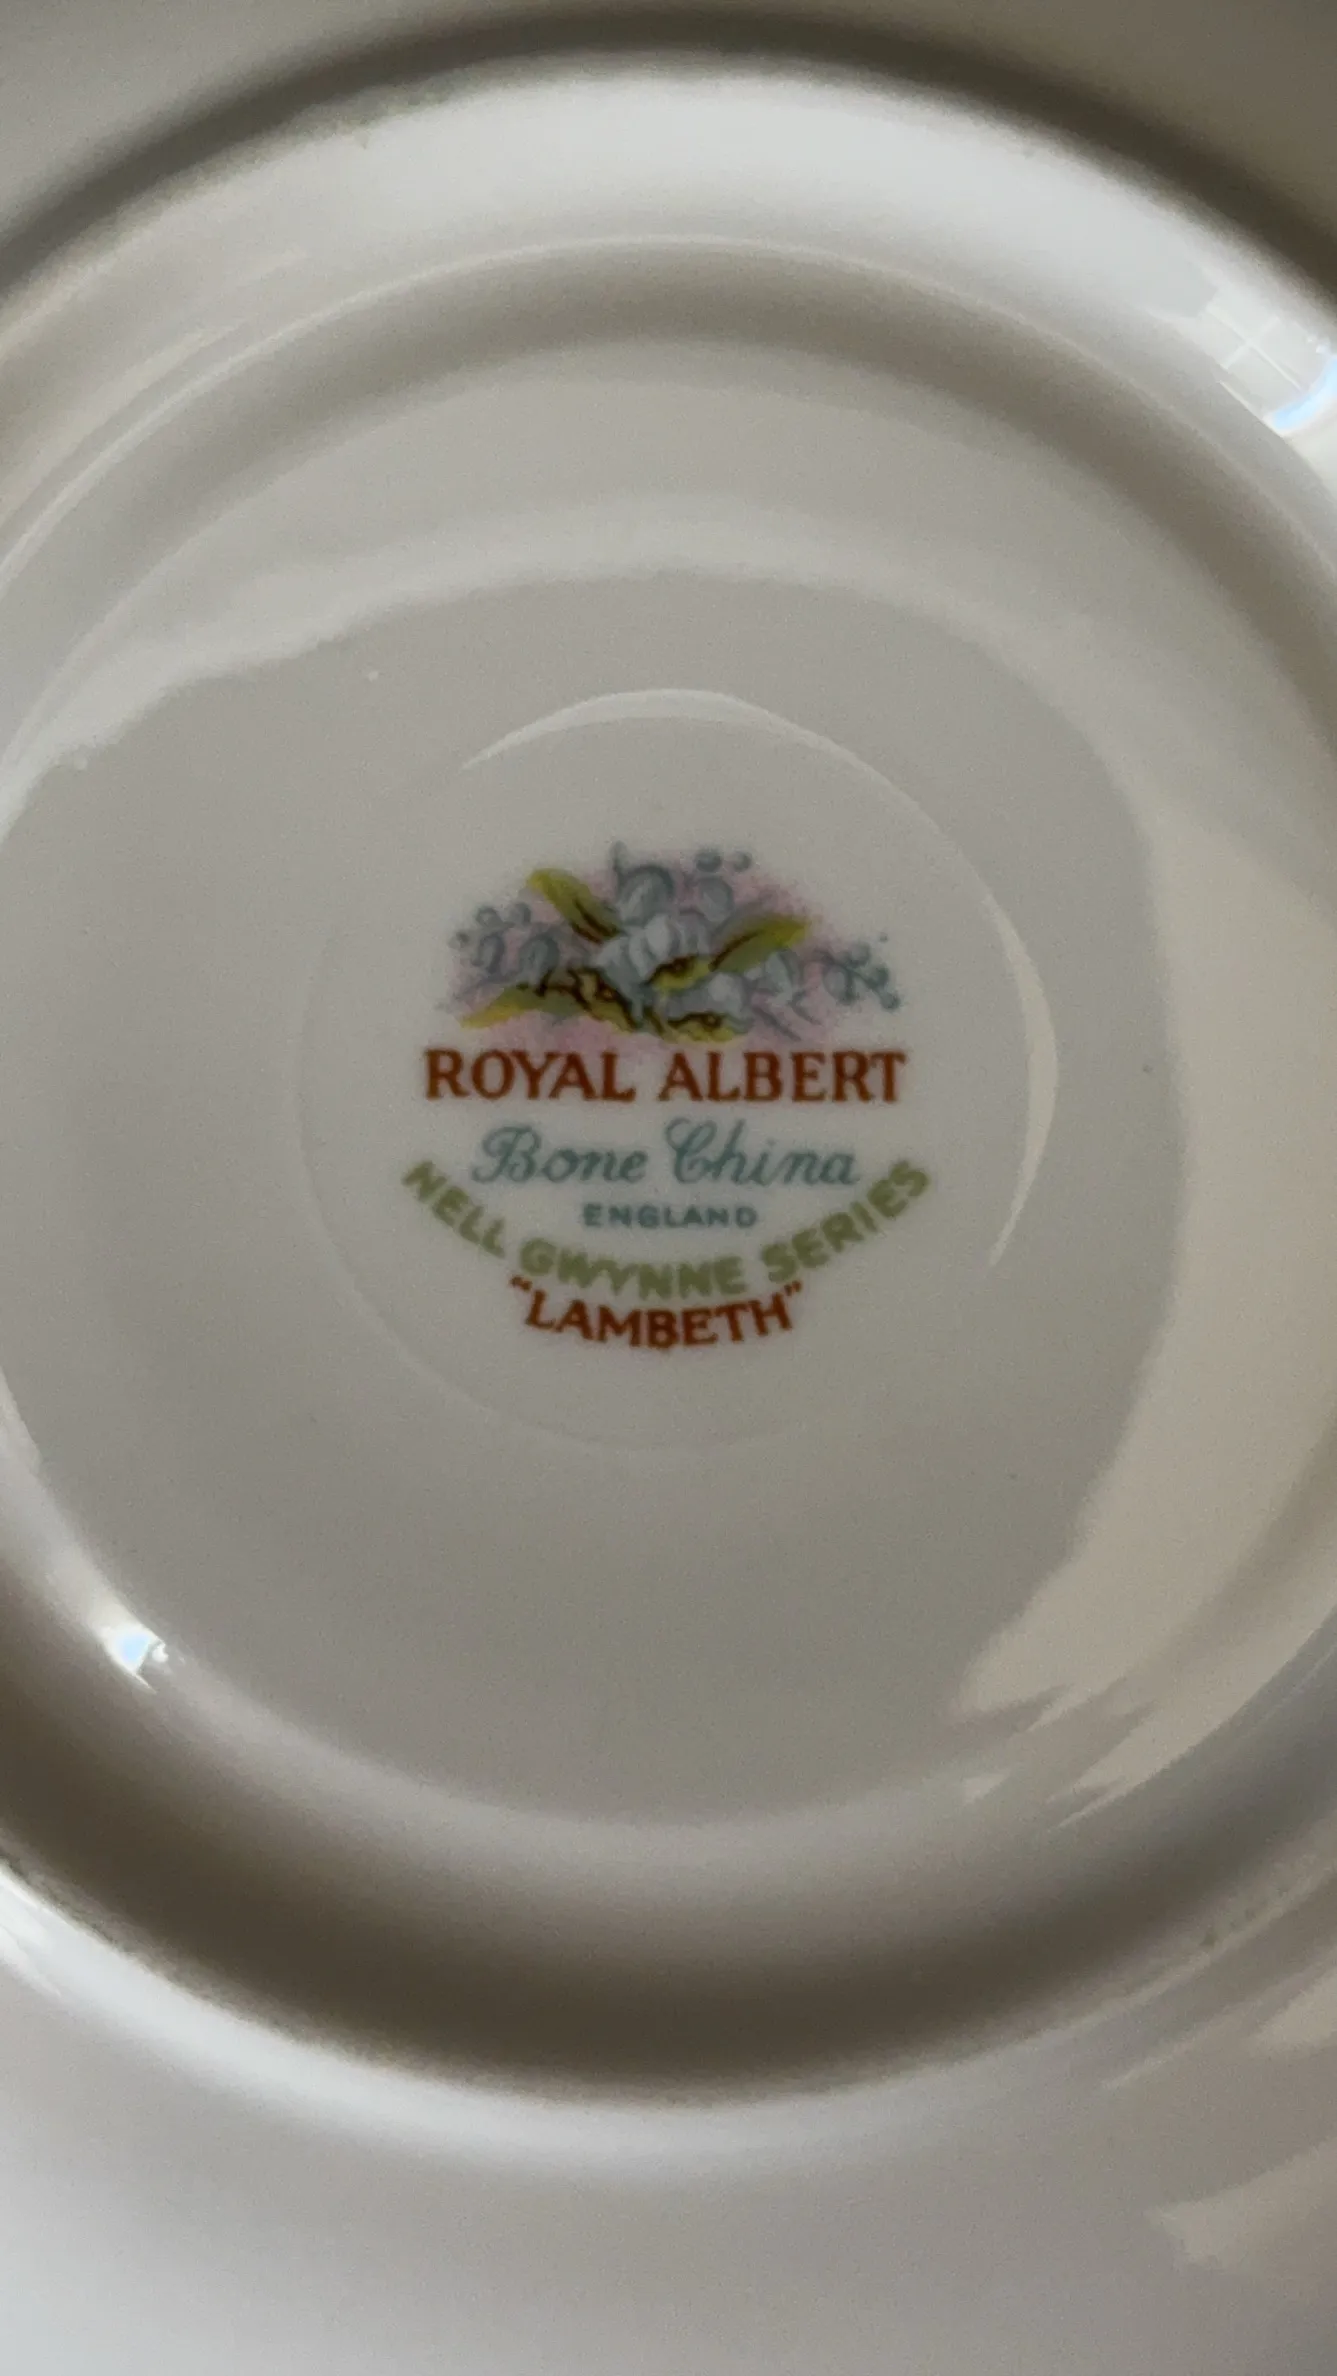 ROYAL ALBERT
Bone China
ENGLAND
NELL GWYNNE SERIES
"LAMBETH"